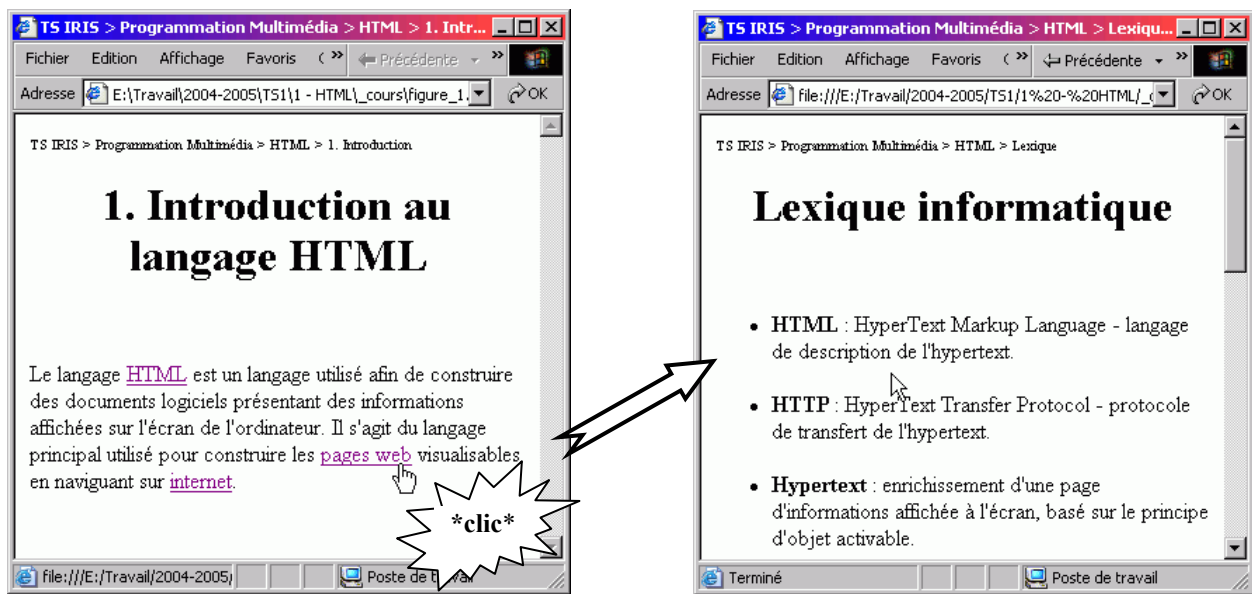 TS IRIS > Programmation Multimédia > HTML > 1. Intr...
Fichier Edition Affichage Favoris ( » Précédente »
Adresse E:\Travail\2004-2005\TS1\1 - HTML\_cours\figure_1. OK
TS IRIS > Programmation Multimédia > HTML > 1. Introduction
1. Introduction au
langage HTML
Le langage HTML est un langage utilisé afin de construire
des documents logiciels présentant des informations
affichées sur l'écran de l'ordinateur. Il s'agit du langage
principal utilisé pour construire les pages web visualisables
en naviguant sur internet.
*clic*
file:///E:/Travail/2004-2005/ Poste de travail
TS IRIS > Programmation Multimédia > HTML > Lexiqu...
Fichier Edition Affichage Favoris ( » Précédente »
Adresse file:///E:/Travail/2004-2005/TS1/1%20-%20HTML/_c OK
TS IRIS > Programmation Multimédia > HTML > Lexique
Lexique informatique
• HTML : HyperText Markup Language - langage
de description de l'hypertext.
• HTTP : HyperText Transfer Protocol - protocole
de transfert de l'hypertext.
• Hypertext : enrichissement d'une page
d'informations affichée à l'écran, basé sur le principe
d'objet activable.
Terminé Poste de travail